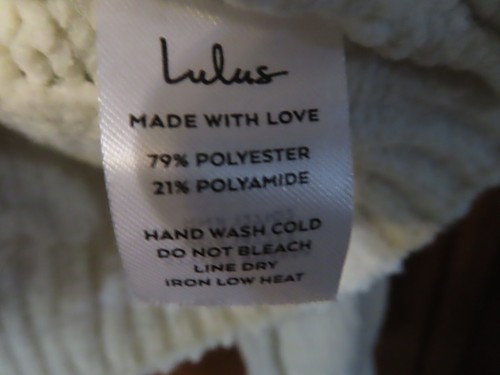 Lulus
MADE WITH LOVE
79% POLYESTER
21% POLYAMIDE
HAND WASH COLD
DO NOT BLEACH
LINE DRY
IRON LOW HEAT